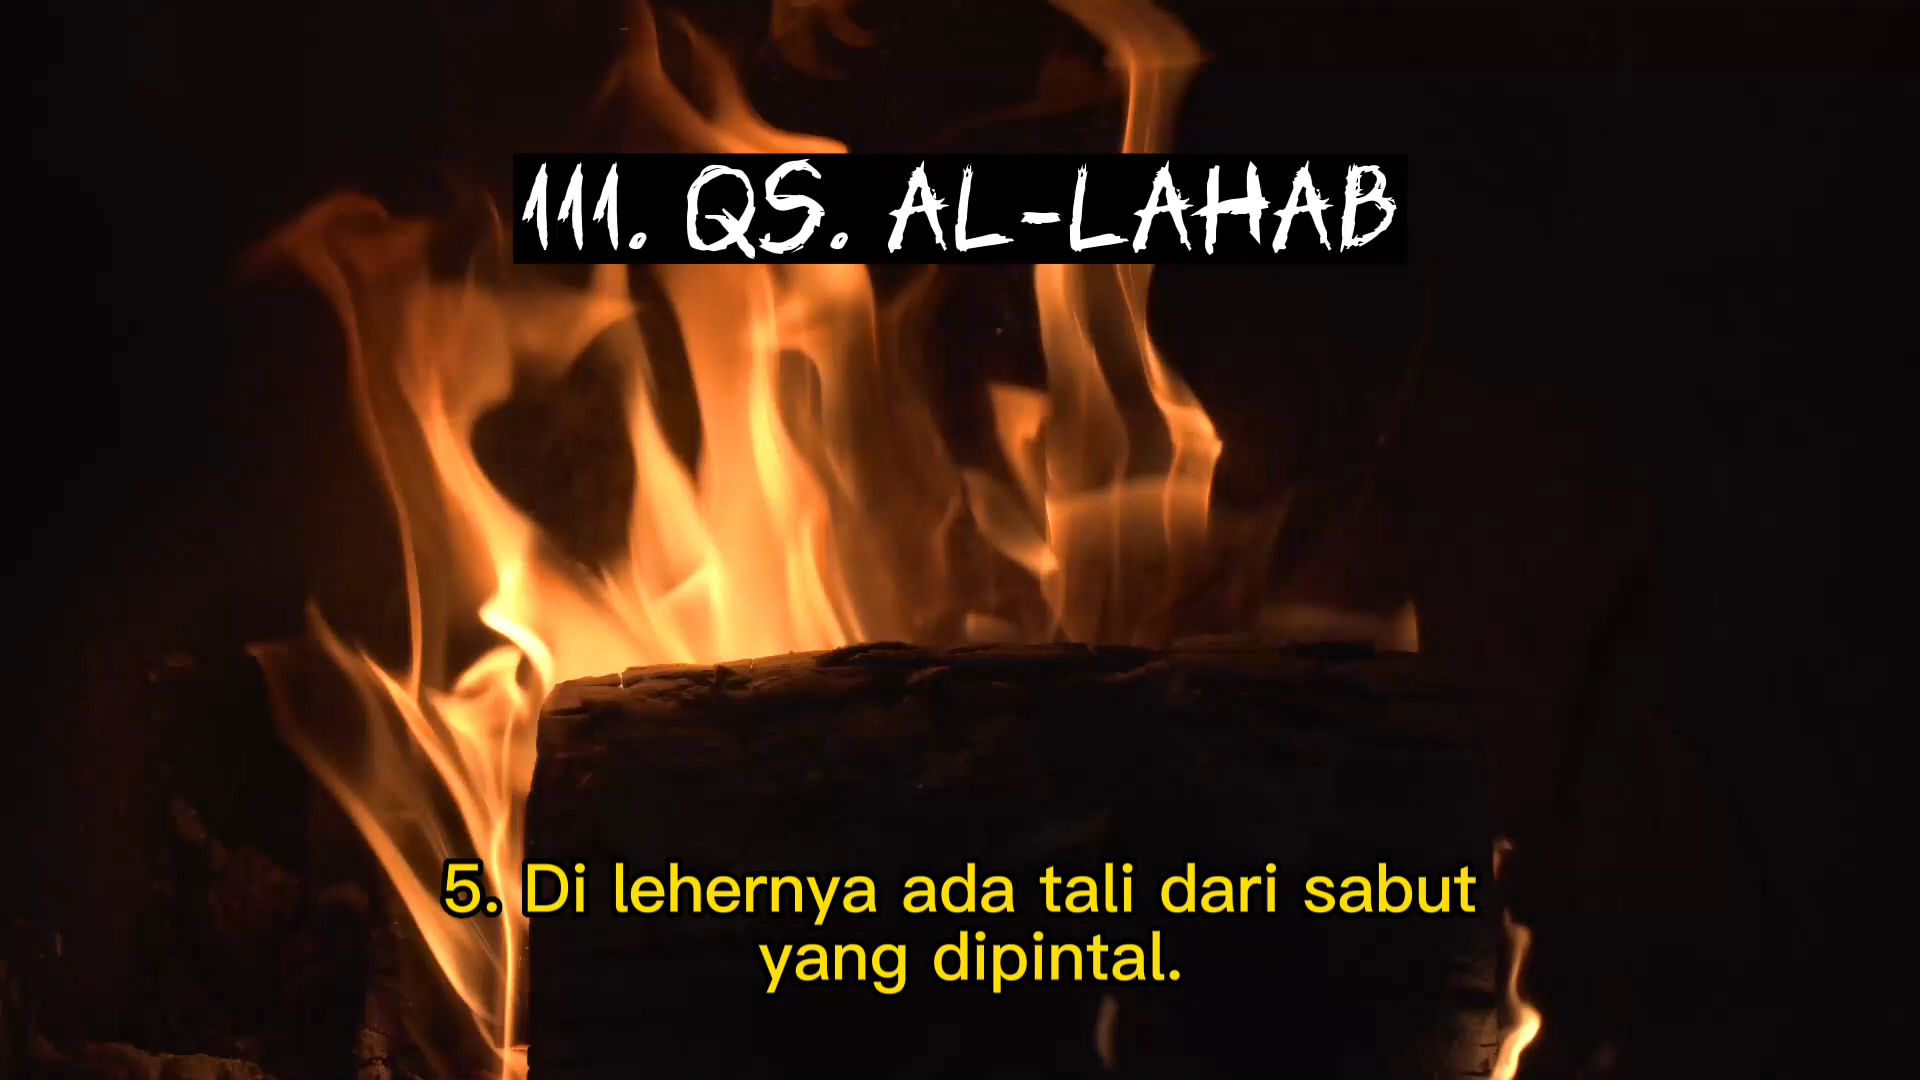 111. QS. AL-LAHAB
5. Di lehernya ada tali dari sabut
yang dipintal.